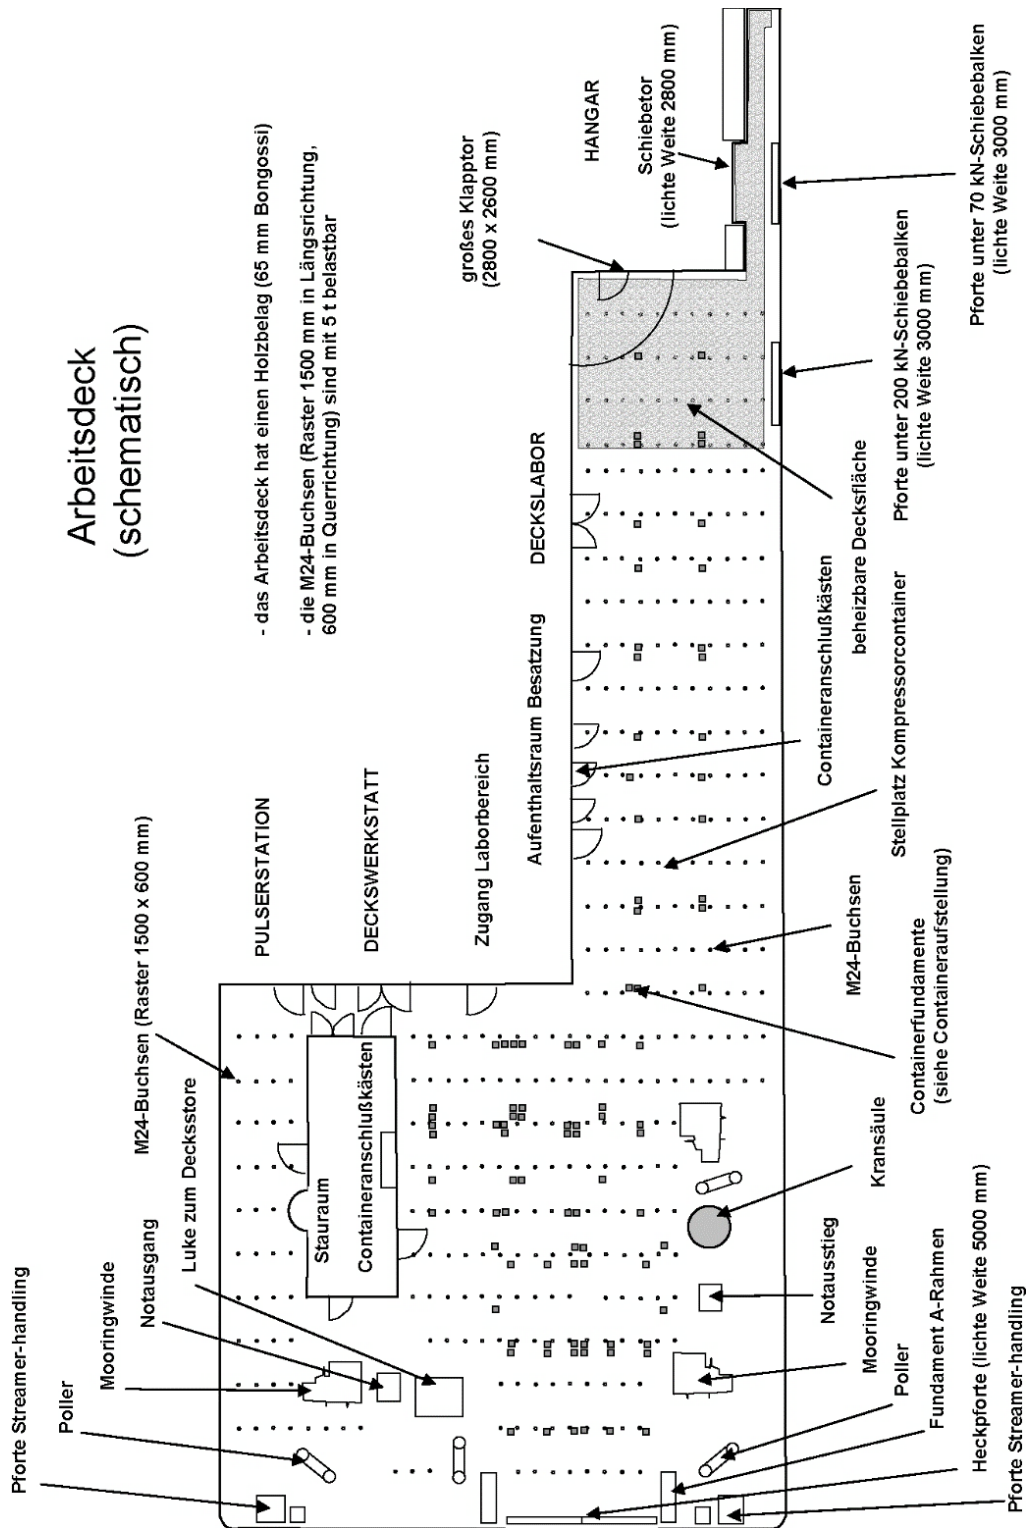 Arbeitsdeck
(schematisch)
- das Arbeitsdeck hat einen Holzbelag (65 mm Bongossi)
- die M24-Buchsen (Raster 1500 mm in Längsrichtung,
600 mm in Querrichtung) sind mit 5 t belastbar
Pforte Streamer-handling
Poller
Mooringwinde
Notausgang
Luke zum Decksstore
M24-Buchsen (Raster 1500 x 600 mm)
PULSERSTATION
DECKSWERKSTATT
Zugang Laborbereich
Aufenthaltsraum Besatzung
DECKSLABOR
großes Klapptor
(2800 x 2600 mm)
HANGAR
Schiebetor
(lichte Weite 2800 mm)
Stauraum
Containeranschlußkästen
Pforte unter 70 kN-Schiebebalken
(lichte Weite 3000 mm)
Pforte unter 200 kN-Schiebebalken
(lichte Weite 3000 mm)
beheizbare Decksfläche
Containeranschlußkästen
Stellplatz Kompressorcontainer
M24-Buchsen
Containerfundamente
(siehe Containeraufstellung)
Kransäule
Notausstieg
Mooringwinde
Poller
Fundament A-Rahmen
Heckpforte (lichte Weite 5000 mm)
Pforte Streamer-handling